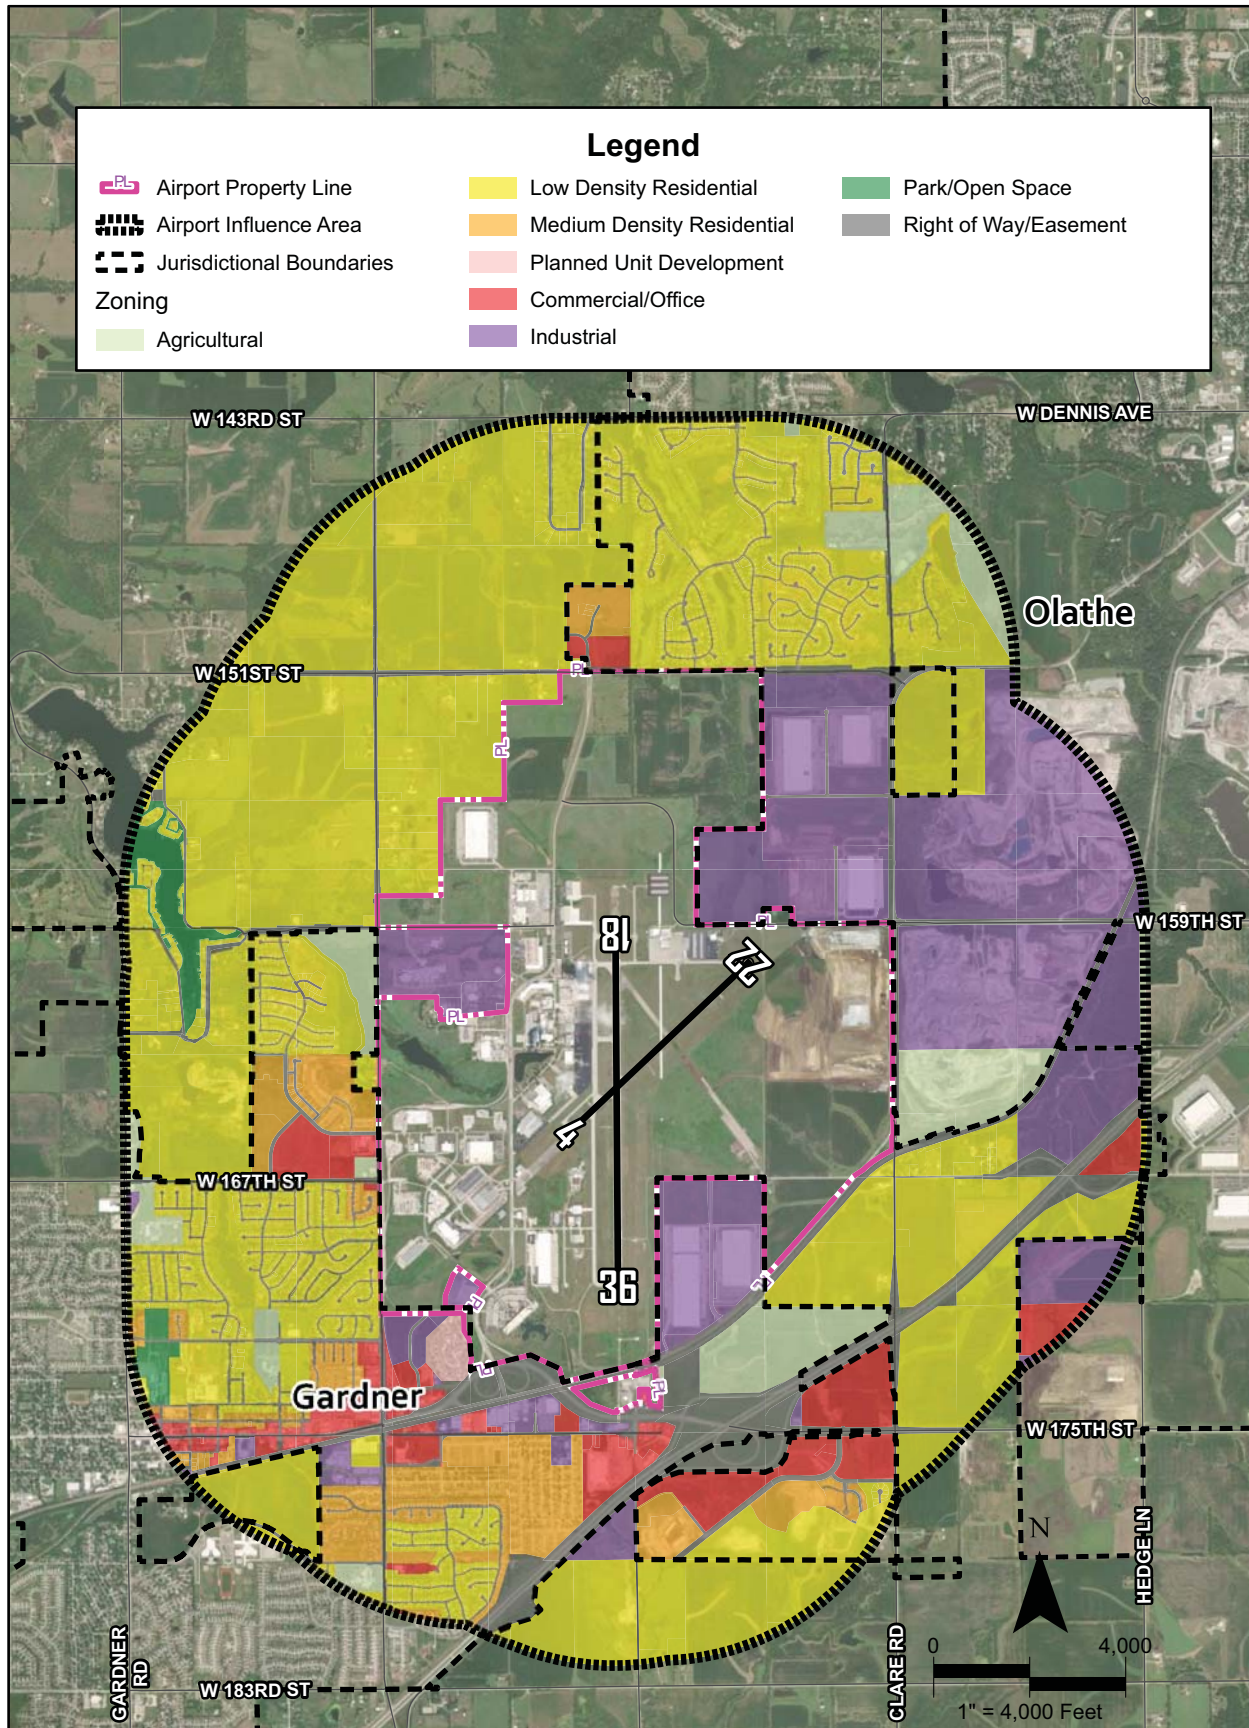 Legend
PL
Airport Property Line
Airport Influence Area
Jurisdictional Boundaries
Zoning
Agricultural
Low Density Residential
Medium Density Residential
Planned Unit Development
Commercial/Office
Industrial
Park/Open Space
Right of Way/Easement
W 143RD ST
W DENNIS AVE
Olathe
W 151ST ST
PL
PL
W 159TH ST
PL
18
22
PL
4
W 167TH ST
36
PL
Gardner
PL
W 175TH ST
N
HEDGE LN
GARDNER
RD
CLARE RD
0 4,000
W 183RD ST
1" = 4,000 Feet